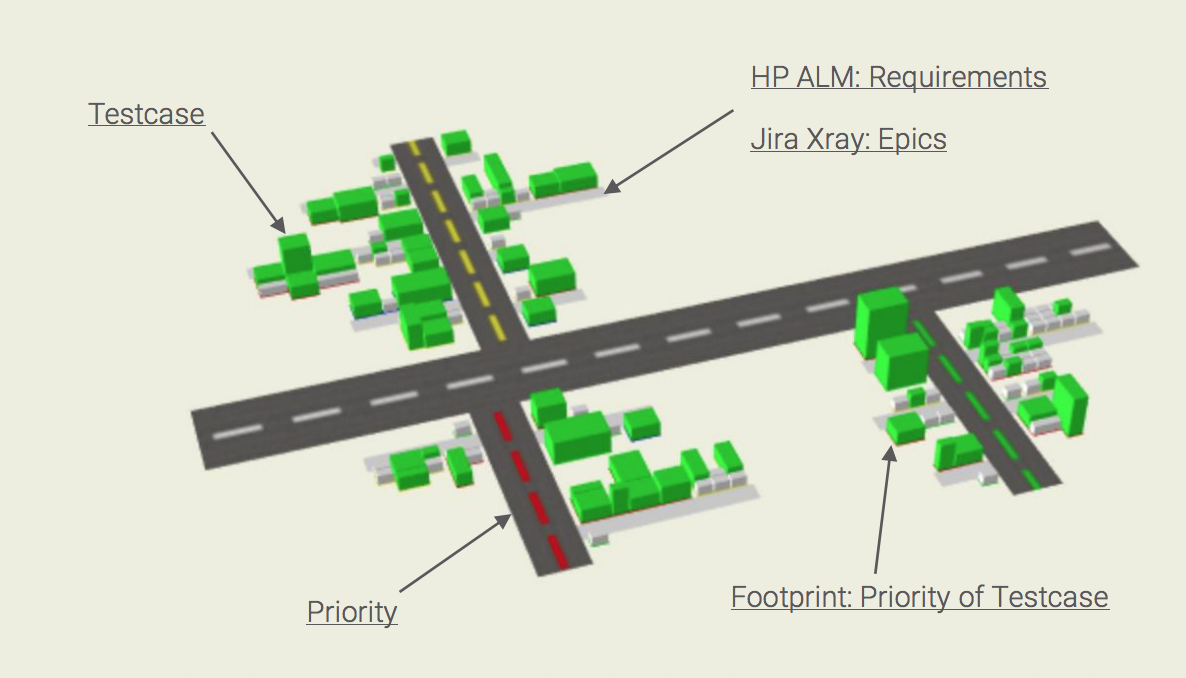 HP ALM: Requirements
Testcase
Jira Xray: Epics
Priority
Footprint: Priority of Testcase